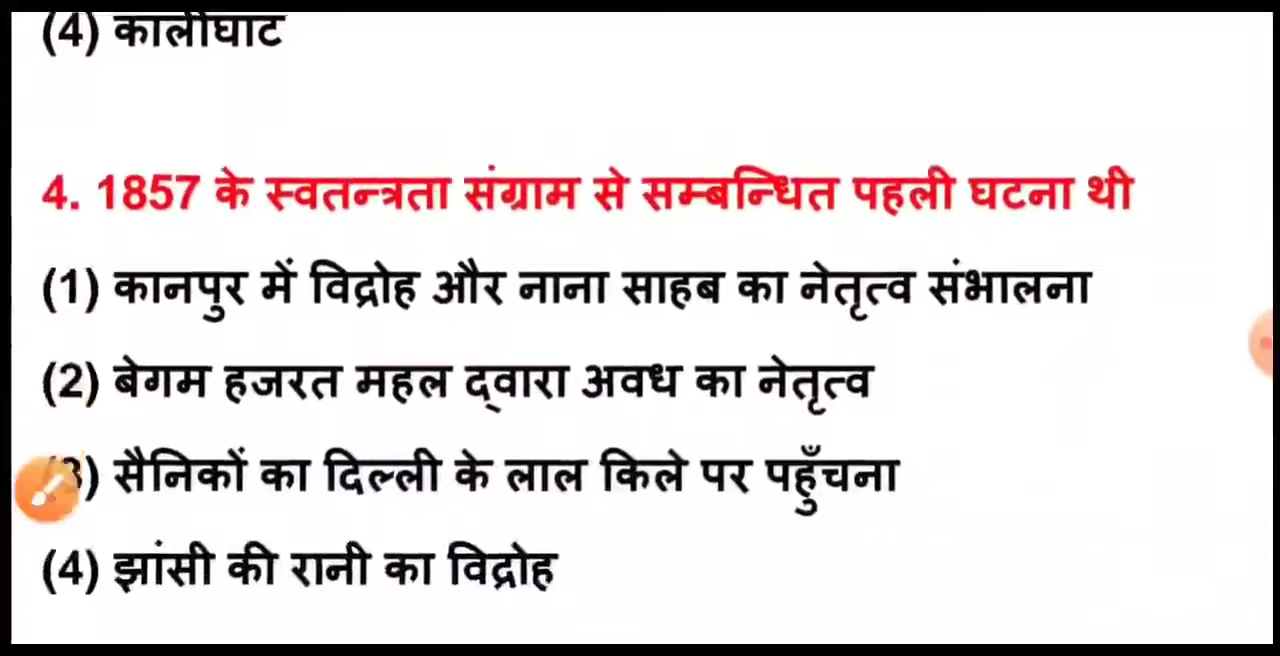 (4) कालीघाट
4. 1857 के स्वतन्त्रता संग्राम से सम्बन्धित पहली घटना थी
(1) कानपुर में विद्रोह और नाना साहब का नेतृत्व संभालना
(2) बेगम हजरत महल द्वारा अवध का नेतृत्व
(3) सैनिकों का दिल्ली के लाल किले पर पहुँचना
(4) झांसी की रानी का विद्रोह